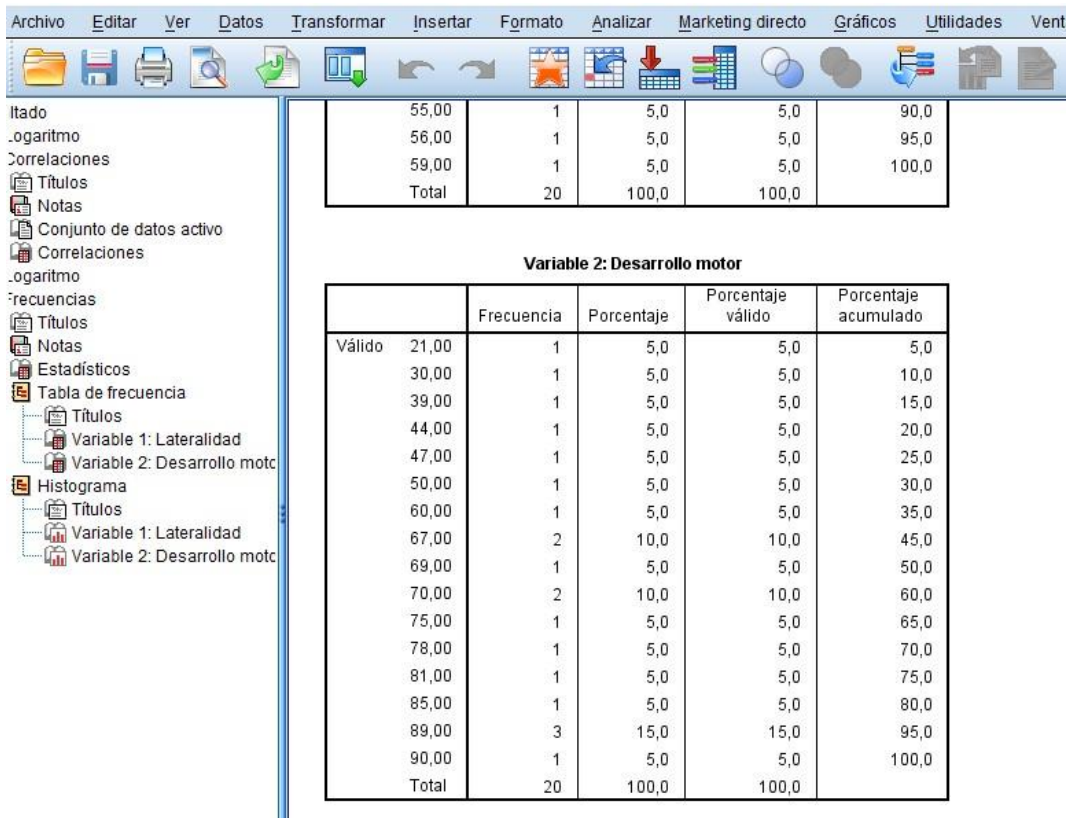 Archivo Editar Ver Datos Transformar Insertar Formato Analizar Marketing directo Gráficos Utilidades Vent
ltado
Logaritmo
Correlaciones
Títulos
Notas
Conjunto de datos activo
Correlaciones
Logaritmo
Frecuencias
Títulos
Notas
Estadísticos
Tabla de frecuencia
Títulos
Variable 1: Lateralidad
Variable 2: Desarrollo motc
Histograma
Títulos
Variable 1: Lateralidad
Variable 2: Desarrollo motc
55,00 1 5,0 5,0 90,0
56,00 1 5,0 5,0 95,0
59,00 1 5,0 5,0 100,0
Total 20 100,0 100,0
Variable 2: Desarrollo motor
Frecuencia Porcentaje Porcentaje válido Porcentaje acumulado
Válido 21,00 1 5,0 5,0 5,0
30,00 1 5,0 5,0 10,0
39,00 1 5,0 5,0 15,0
44,00 1 5,0 5,0 20,0
47,00 1 5,0 5,0 25,0
50,00 1 5,0 5,0 30,0
60,00 1 5,0 5,0 35,0
67,00 2 10,0 10,0 45,0
69,00 1 5,0 5,0 50,0
70,00 2 10,0 10,0 60,0
75,00 1 5,0 5,0 65,0
78,00 1 5,0 5,0 70,0
81,00 1 5,0 5,0 75,0
85,00 1 5,0 5,0 80,0
89,00 3 15,0 15,0 95,0
90,00 1 5,0 5,0 100,0
Total 20 100,0 100,0